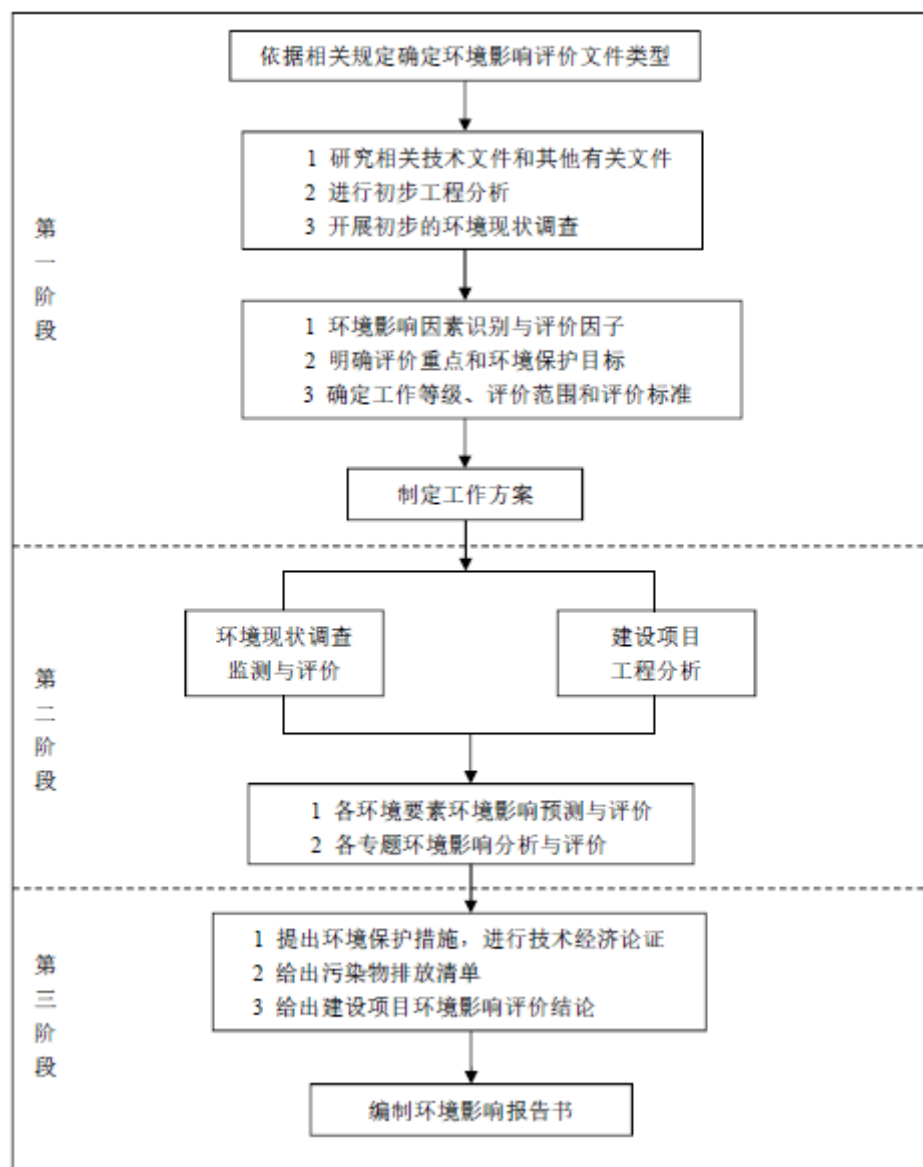 依据相关规定确定环境影响评价文件类型
1 研究相关技术文件和其他有关文件
2 进行初步工程分析
3 开展初步的环境现状调查
第一阶段
1 环境影响因素识别与评价因子
2 明确评价重点和环境保护目标
3 确定工作等级、评价范围和评价标准
制定工作方案
环境现状调查
监测与评价
建设项目
工程分析
第二阶段
1 各环境要素环境影响预测与评价
2 各专题环境影响分析与评价
1 提出环境保护措施，进行技术经济论证
2 给出污染物排放清单
3 给出建设项目环境影响评价结论
第三阶段
编制环境影响报告书